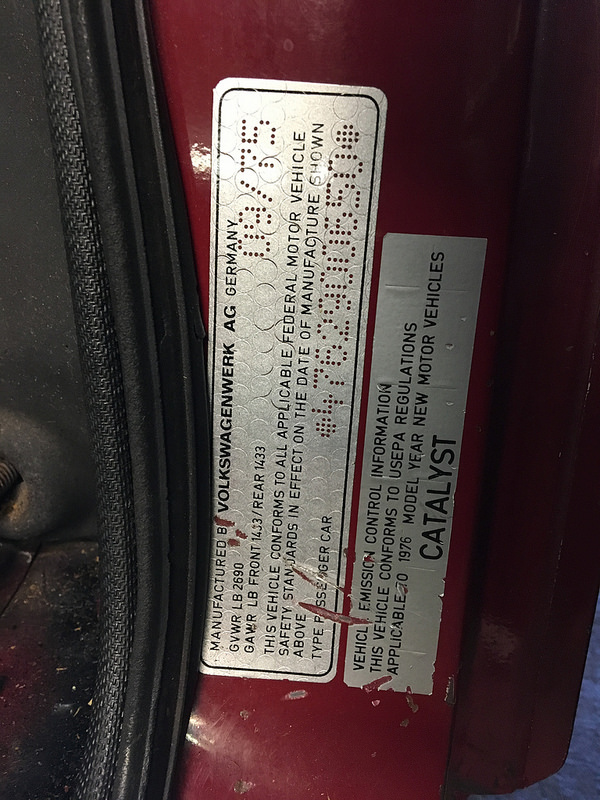 MANUFACTURED BY VOLKSWAGENWERK AG GERMANY
GVWR LB 2690 09/75
GAWR LB FRONT 1433/REAR 1433
THIS VEHICLE CONFORMS TO ALL APPLICABLE FEDERAL MOTOR VEHICLE
SAFETY STANDARDS IN EFFECT ON THE DATE OF MANUFACTURE SHOWN
ABOVE
TYPE PASSENGER CAR 4762900650
VEHICLE EMISSION CONTROL INFORMATION
THIS VEHICLE CONFORMS TO USEPA REGULATIONS
APPLICABLE TO 1976 MODEL YEAR NEW MOTOR VEHICLES
CATALYST